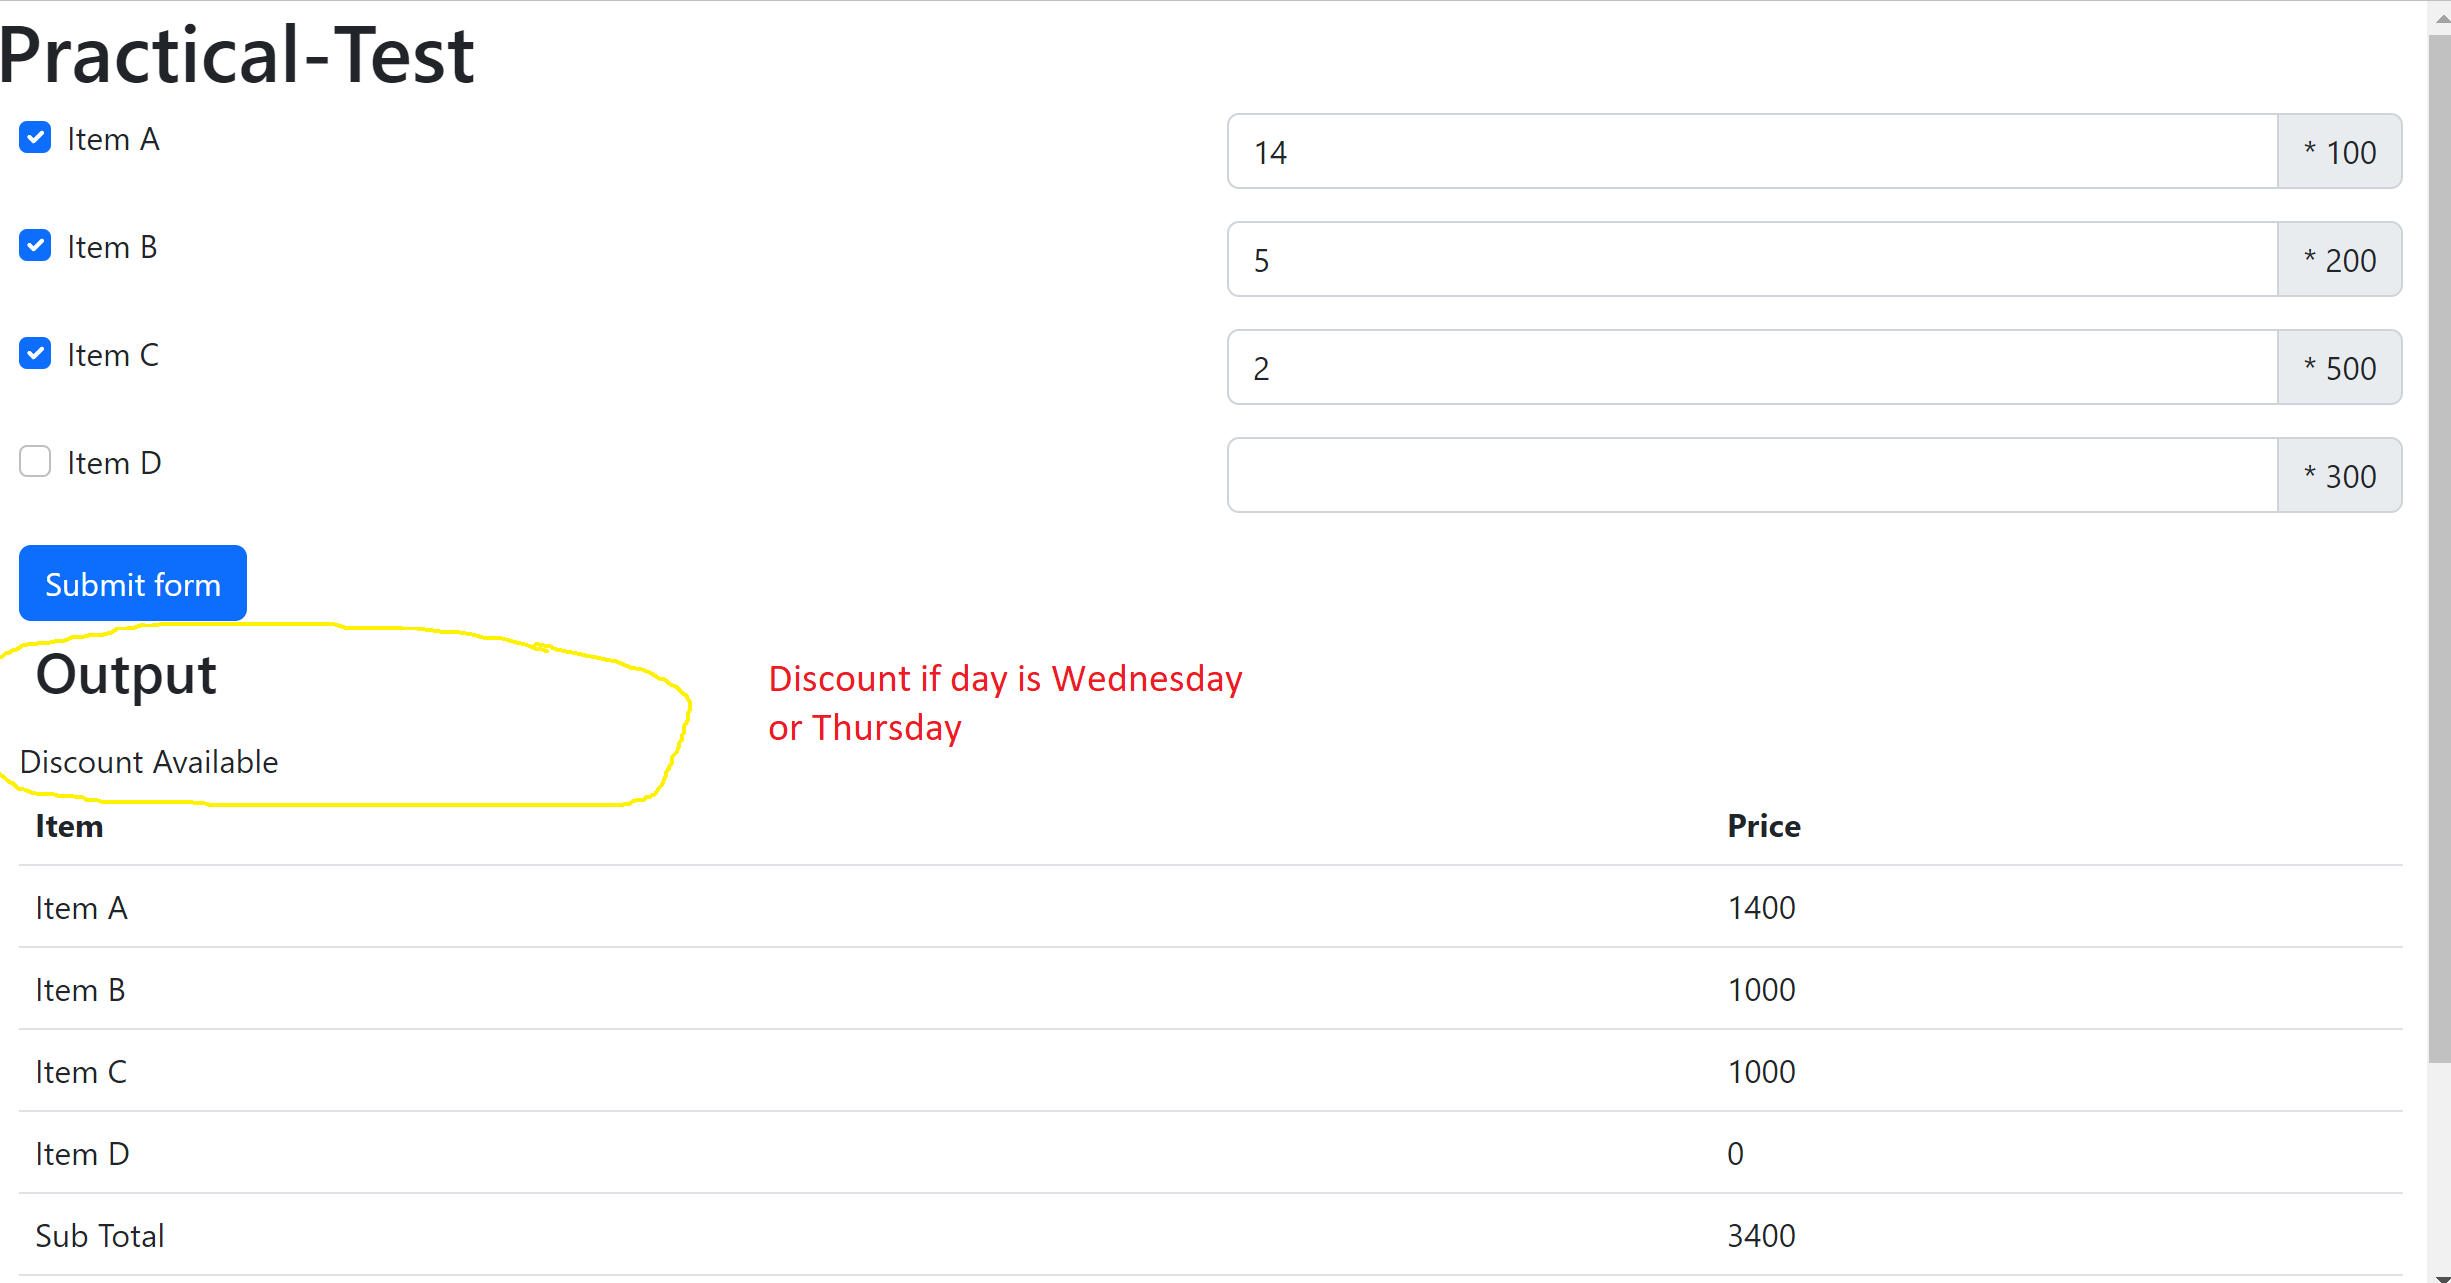 Practical-Test
Item A
14
* 100
Item B
5
* 200
Item C
2
* 500
Item D
* 300
Submit form
Output
Discount if day is Wednesday
or Thursday
Discount Available
Item Price
Item A 1400
Item B 1000
Item C 1000
Item D 0
Sub Total 3400